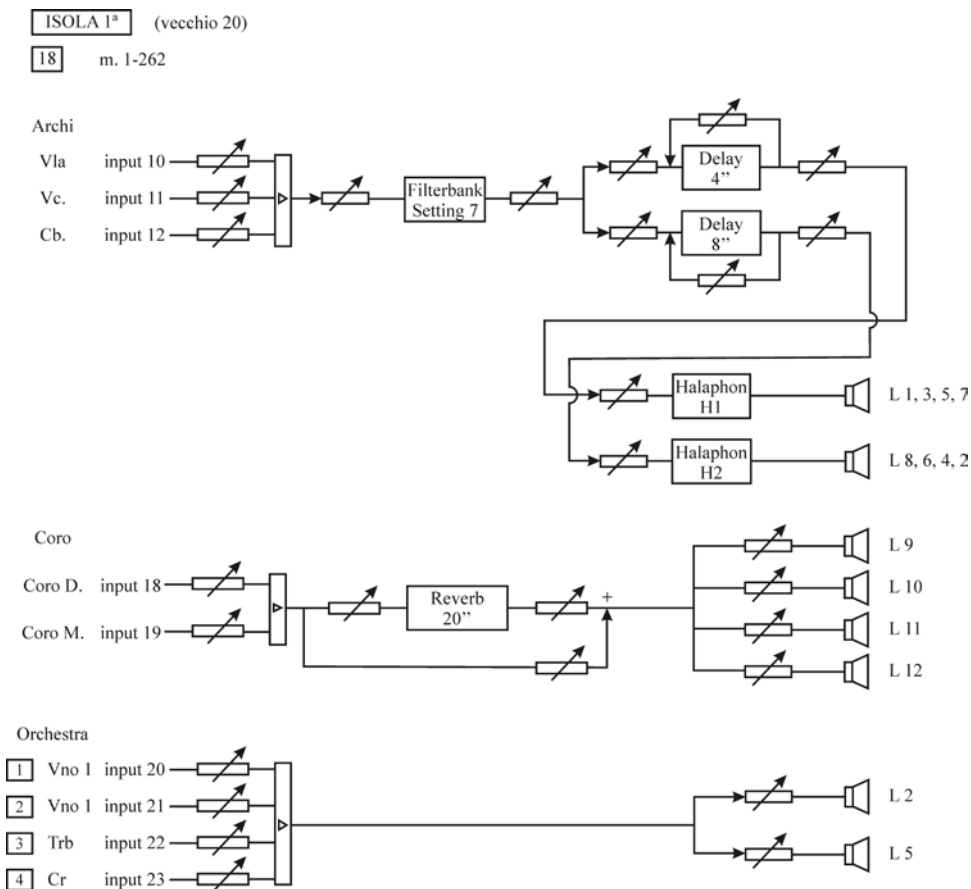 ISOLA 1ª (vecchio 20)
18 m. 1-262
Archi
Vla input 10
Vc. input 11
Cb. input 12
Filterbank
Setting 7
Delay
4”
Delay
8”
Halaphon
H1
L 1, 3, 5, 7
Halaphon
H2
L 8, 6, 4, 2
Coro
Coro D. input 18
Coro M. input 19
Reverb
20”
+
L 9
L 10
L 11
L 12
Orchestra
1 Vno 1 input 20
2 Vno 1 input 21
3 Trb input 22
4 Cr input 23
L 2
L 5